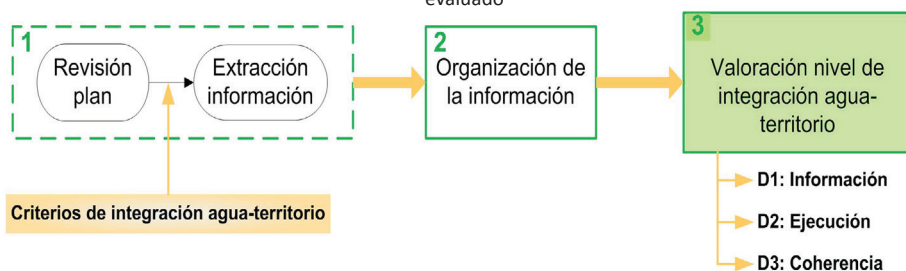 evaluado
1
Revisión
plan
Extracción
información
2
Organización de
la información
3
Valoración nivel de
integración agua-
territorio
Criterios de integración agua-territorio
D1: Información
D2: Ejecución
D3: Coherencia